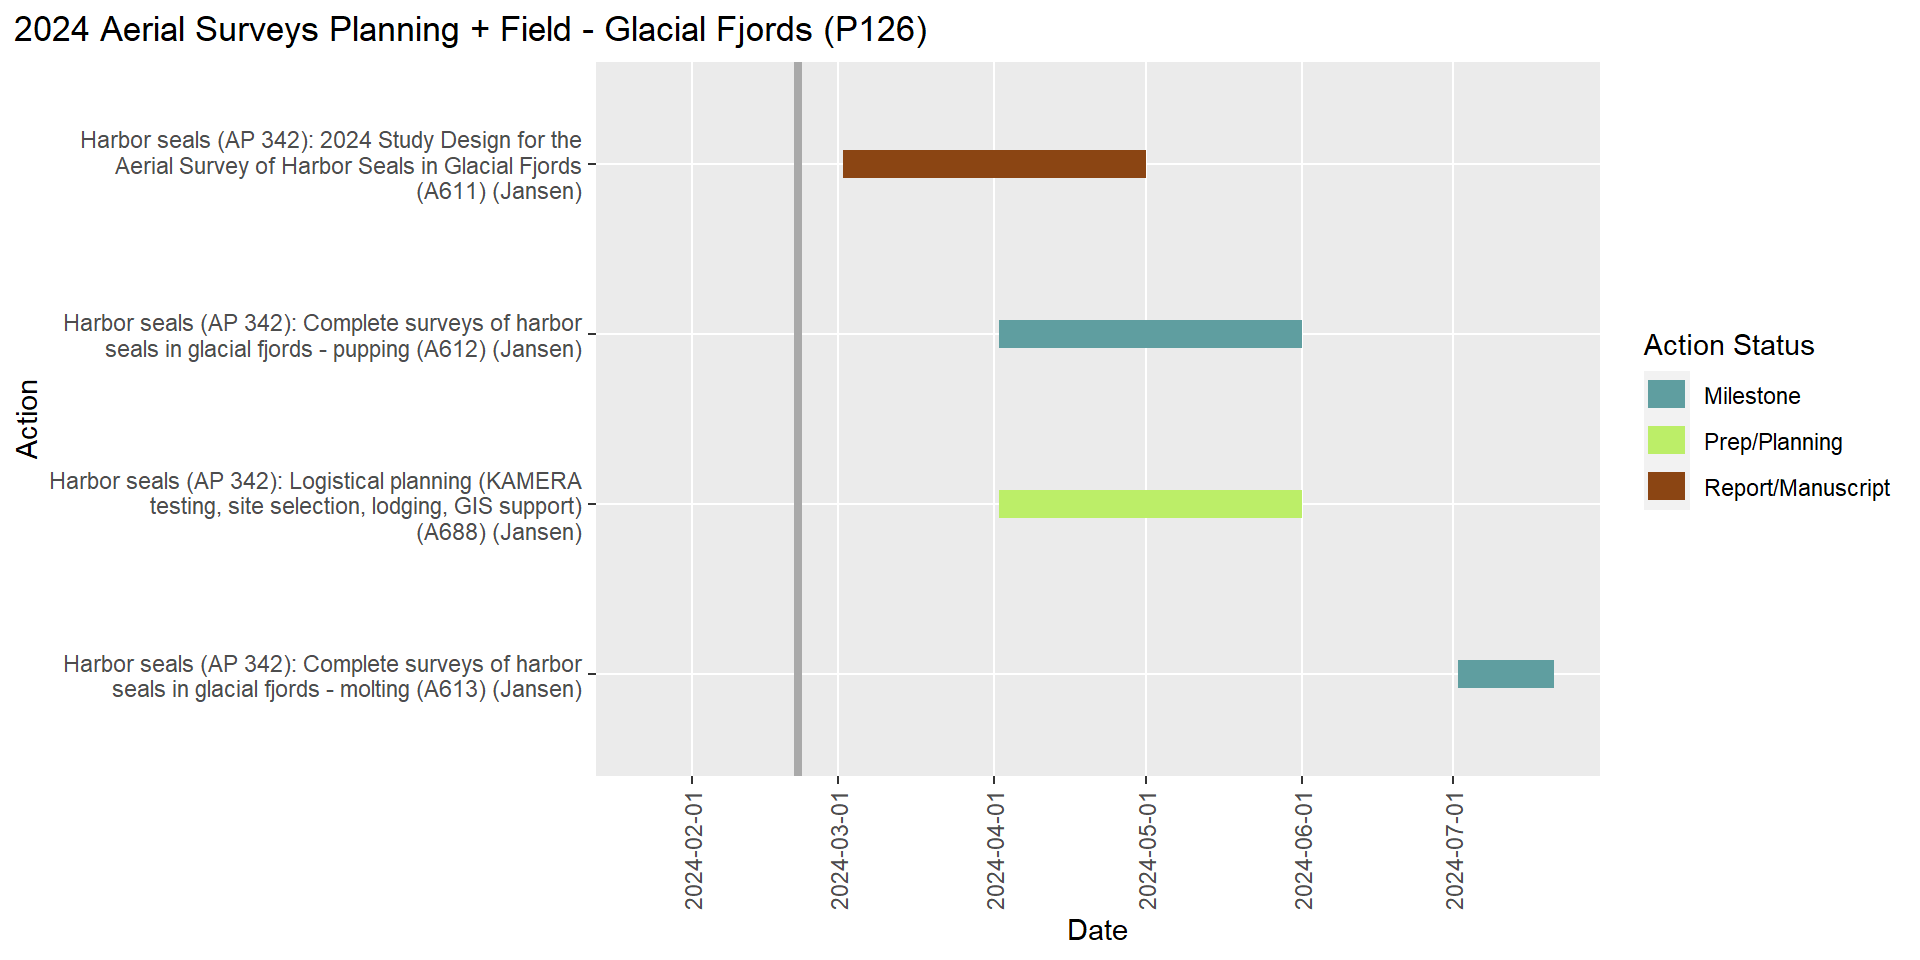 2024 Aerial Surveys Planning + Field - Glacial Fjords (P126)
Harbor seals (AP 342): 2024 Study Design for the
Aerial Survey of Harbor Seals in Glacial Fjords
(A611) (Jansen)
Harbor seals (AP 342): Complete surveys of harbor
seals in glacial fjords - pupping (A612) (Jansen)
Harbor seals (AP 342): Logistical planning (KAMERA
testing, site selection, lodging, GIS support)
(A688) (Jansen)
Harbor seals (AP 342): Complete surveys of harbor
seals in glacial fjords - molting (A613) (Jansen)
Action
2024-02-01
2024-03-01
2024-04-01
2024-05-01
2024-06-01
2024-07-01
Date
Action Status
Milestone
Prep/Planning
Report/Manuscript